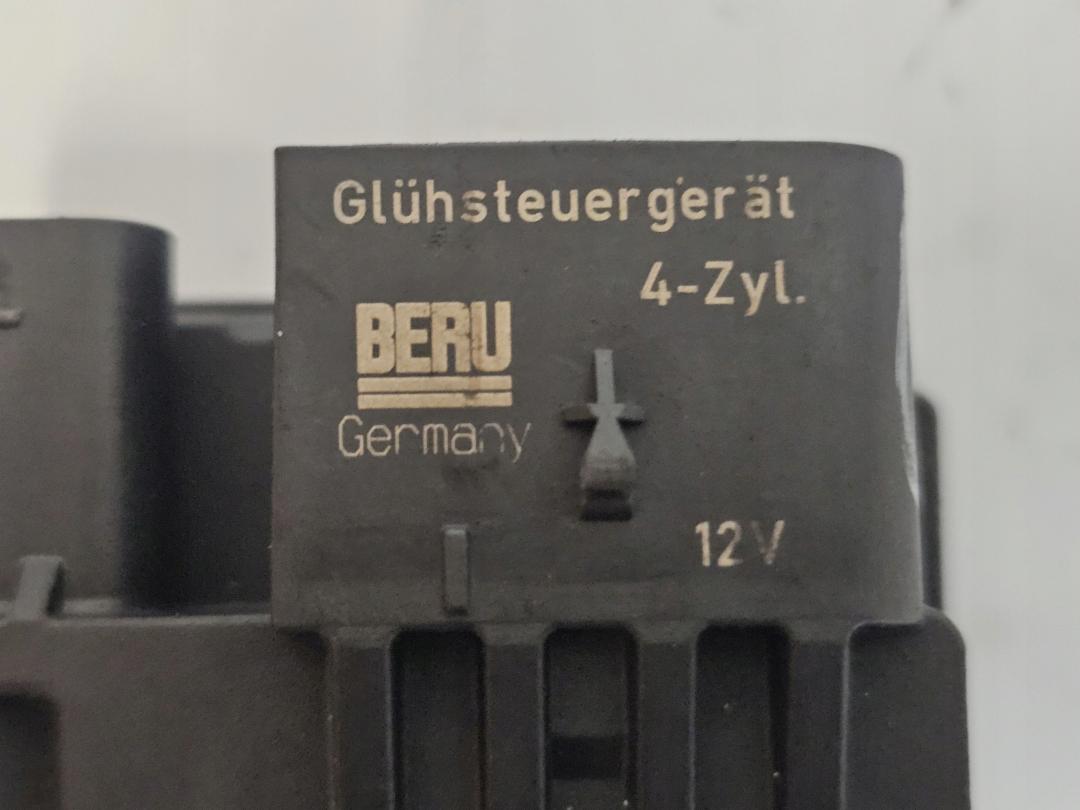 Glühsteuergerät
4-Zyl.
BERU
Germany
12V